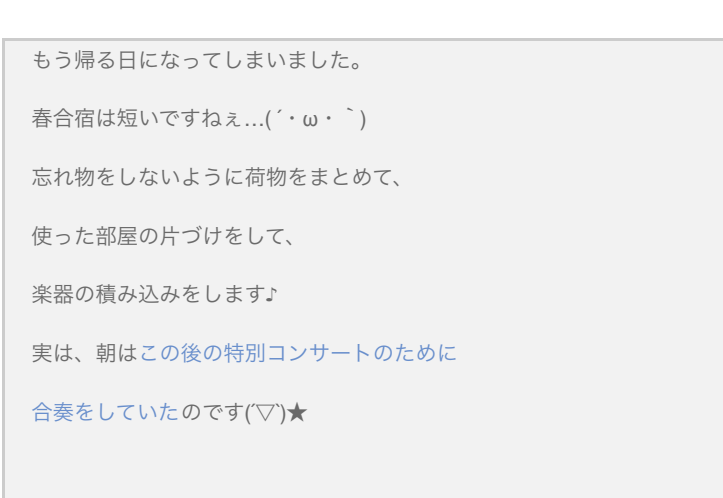 もう帰る日になってしまいました。
春合宿は短いですねぇ…(´・ω・｀)
忘れ物をしないように荷物をまとめて、
使った部屋の片づけをして、
楽器の積み込みをします♪
実は、朝はこの後の特別コンサートのために
合奏をしていたのです(´▽`)★